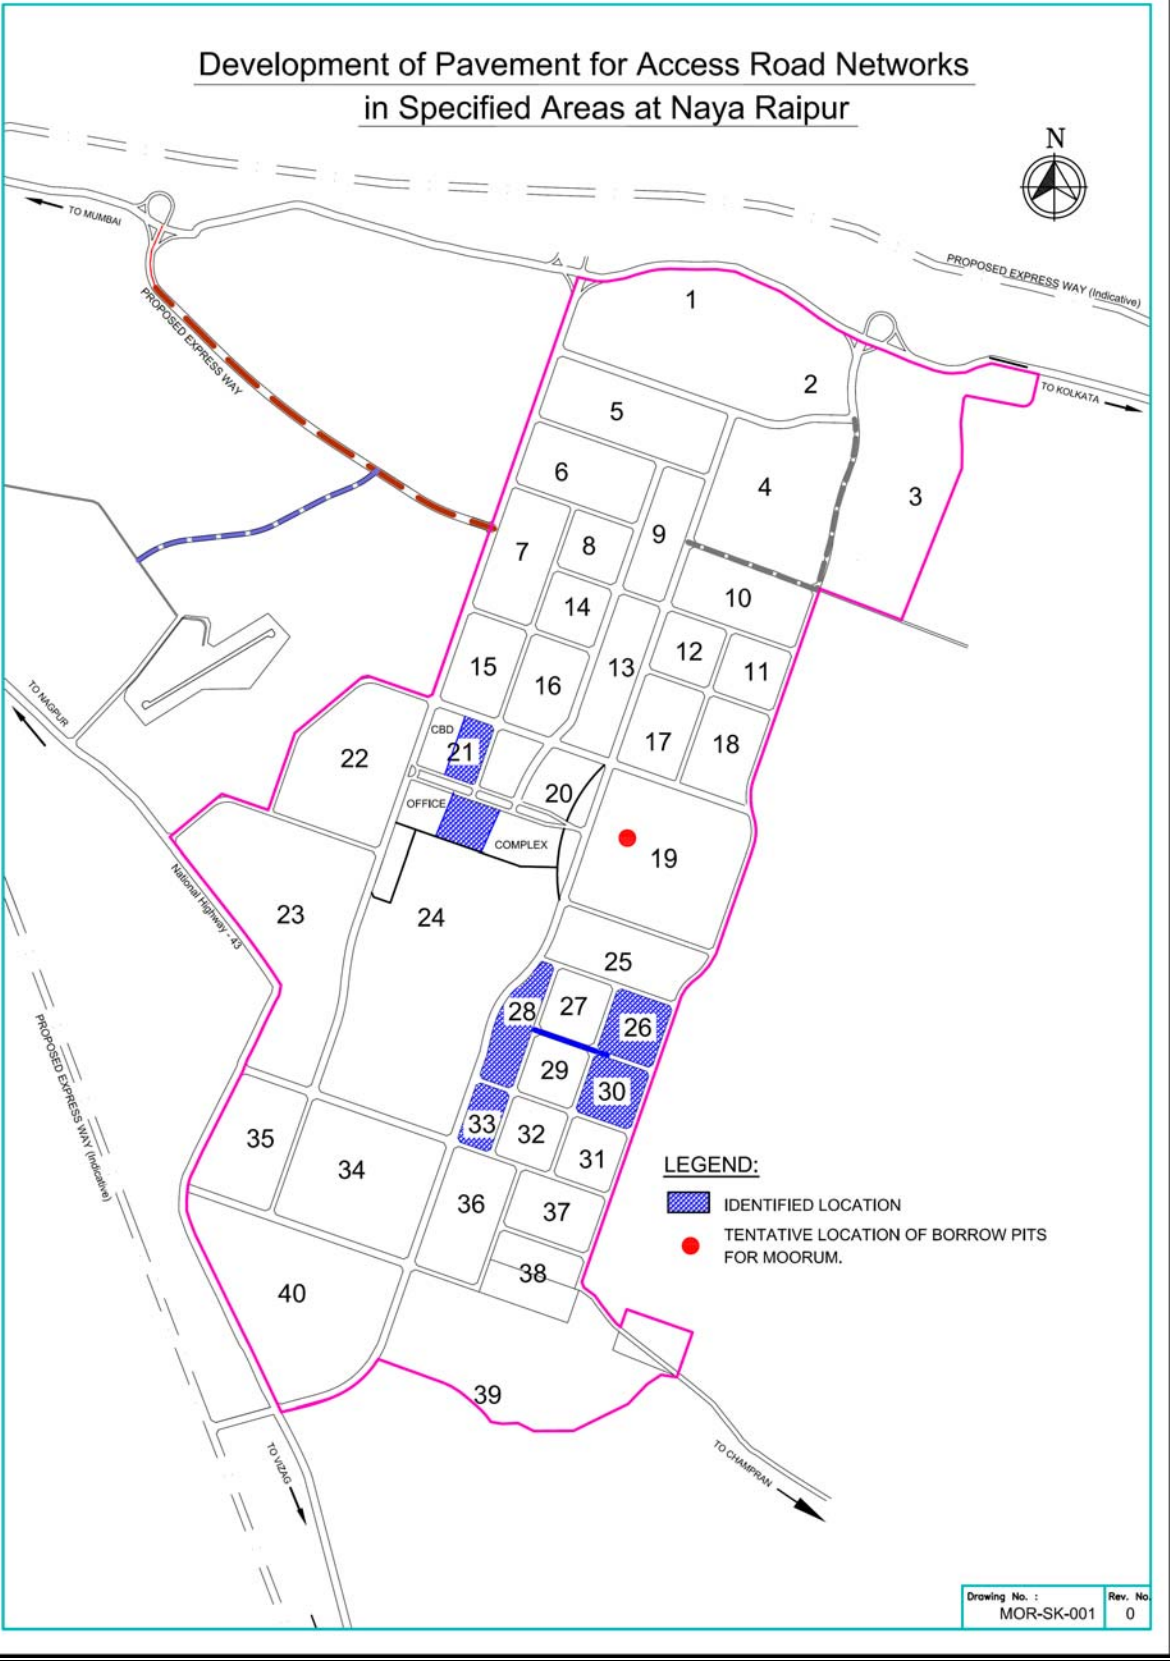 Development of Pavement for Access Road Networks
in Specified Areas at Naya Raipur
N
TO MUMBAI
PROPOSED EXPRESS WAY (Indicative)
PROPOSED EXPRESS WAY
1
2
TO KOLKATA
5
6
4
3
9
7
8
10
14
12
11
13
15
16
TO NAGPUR
CBD
21
22
17
18
20
OFFICE
COMPLEX
19
National Highway - 43
23
24
25
28
27
26
PROPOSED EXPRESS WAY (Indicative)
29
30
33
32
35
34
31
LEGEND:
IDENTIFIED LOCATION
TENTATIVE LOCATION OF BORROW PITS
FOR MOORUM.
36
37
38
40
39
TO VIZAG
TO CHAMPRAN
Drawing No. :
MOR-SK-001
Rev. No.
0